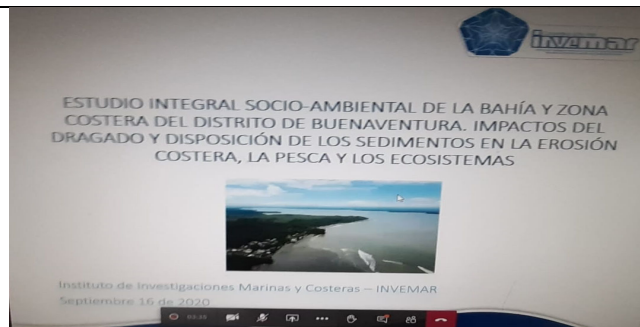 invemar
ESTUDIO INTEGRAL SOCIO-AMBIENTAL DE LA BAHÍA Y ZONA
COSTERA DEL DISTRITO DE BUENAVENTURA. IMPACTOS DEL
DRAGADO Y DISPOSICIÓN DE LOS SEDIMENTOS EN LA EROSIÓN
COSTERA, LA PESCA Y LOS ECOSISTEMAS
Instituto de Investigaciones Marinas y Costeras – INVEMAR
Septiembre 16 de 2020